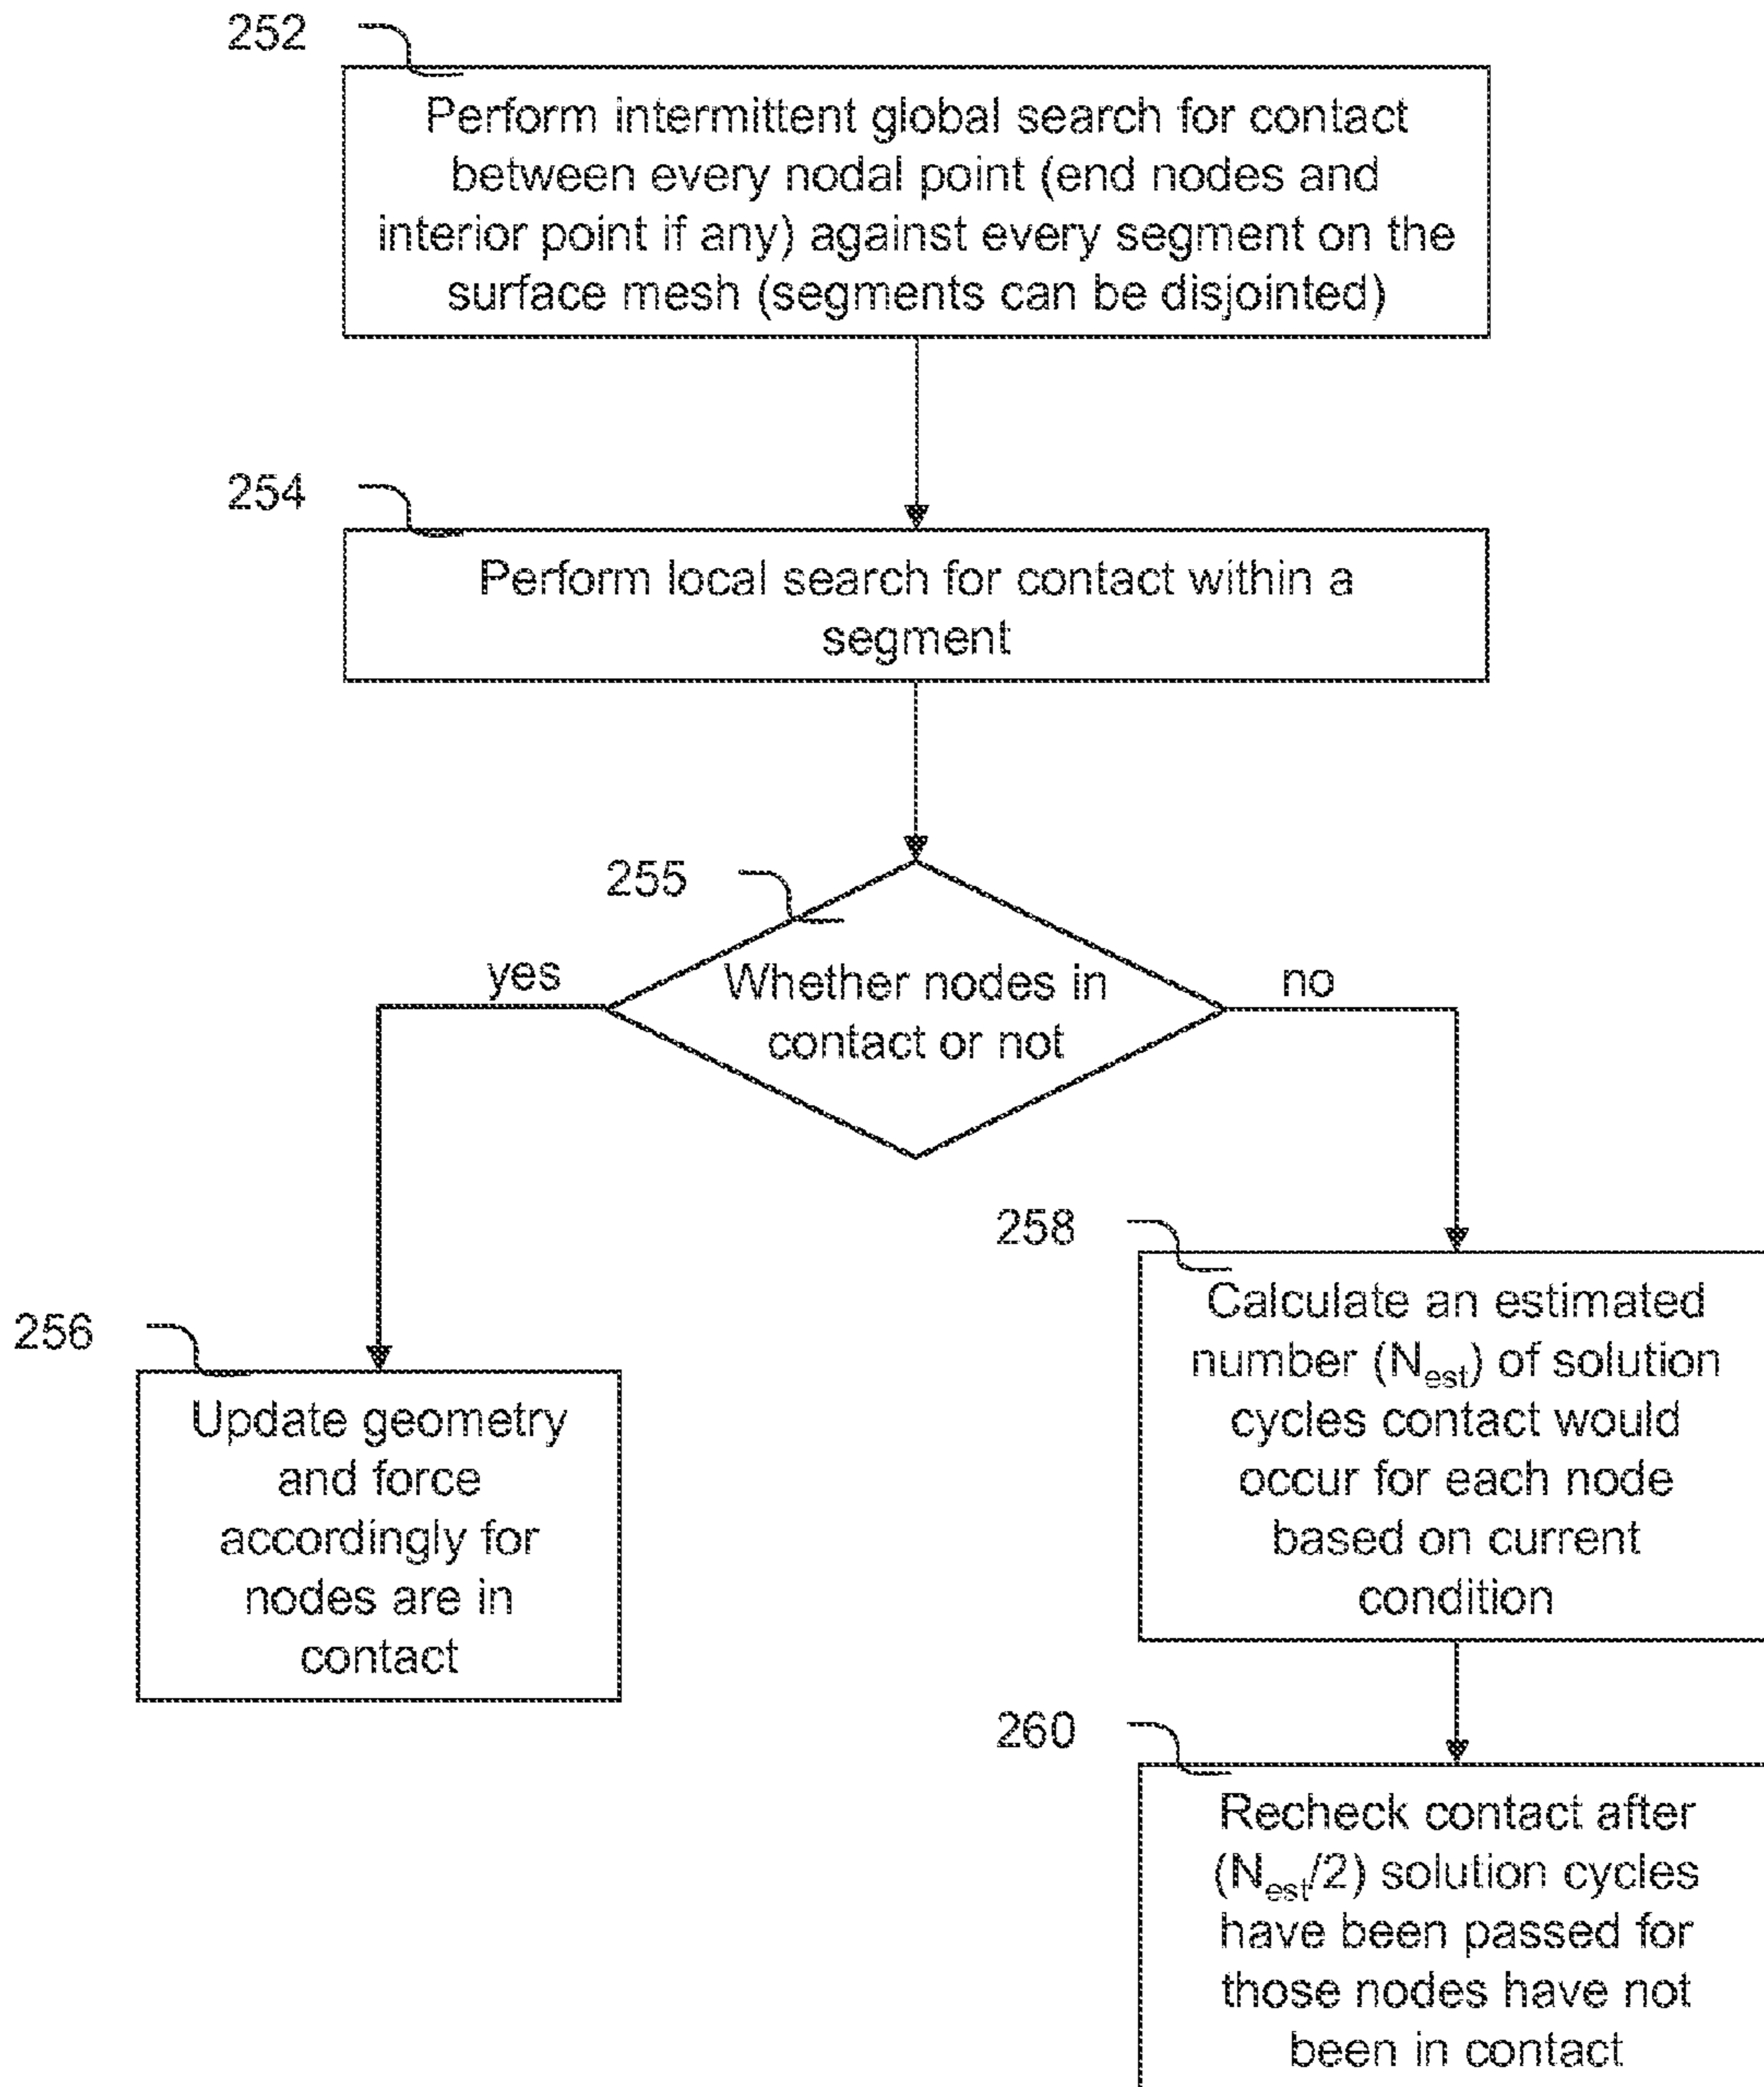 252
Perform intermittent global search for contact
between every nodal point (end nodes and
interior point if any) against every segment on the
surface mesh (segments can be disjointed)
254
Perform local search for contact within a
segment
255
yes
Whether nodes in
contact or not
no
256
Update geometry
and force
accordingly for
nodes are in
contact
258
Calculate an estimated
number (Nest) of solution
cycles contact would
occur for each node
based on current
condition
260
Recheck contact after
(Nest/2) solution cycles
have been passed for
those nodes have not
been in contact